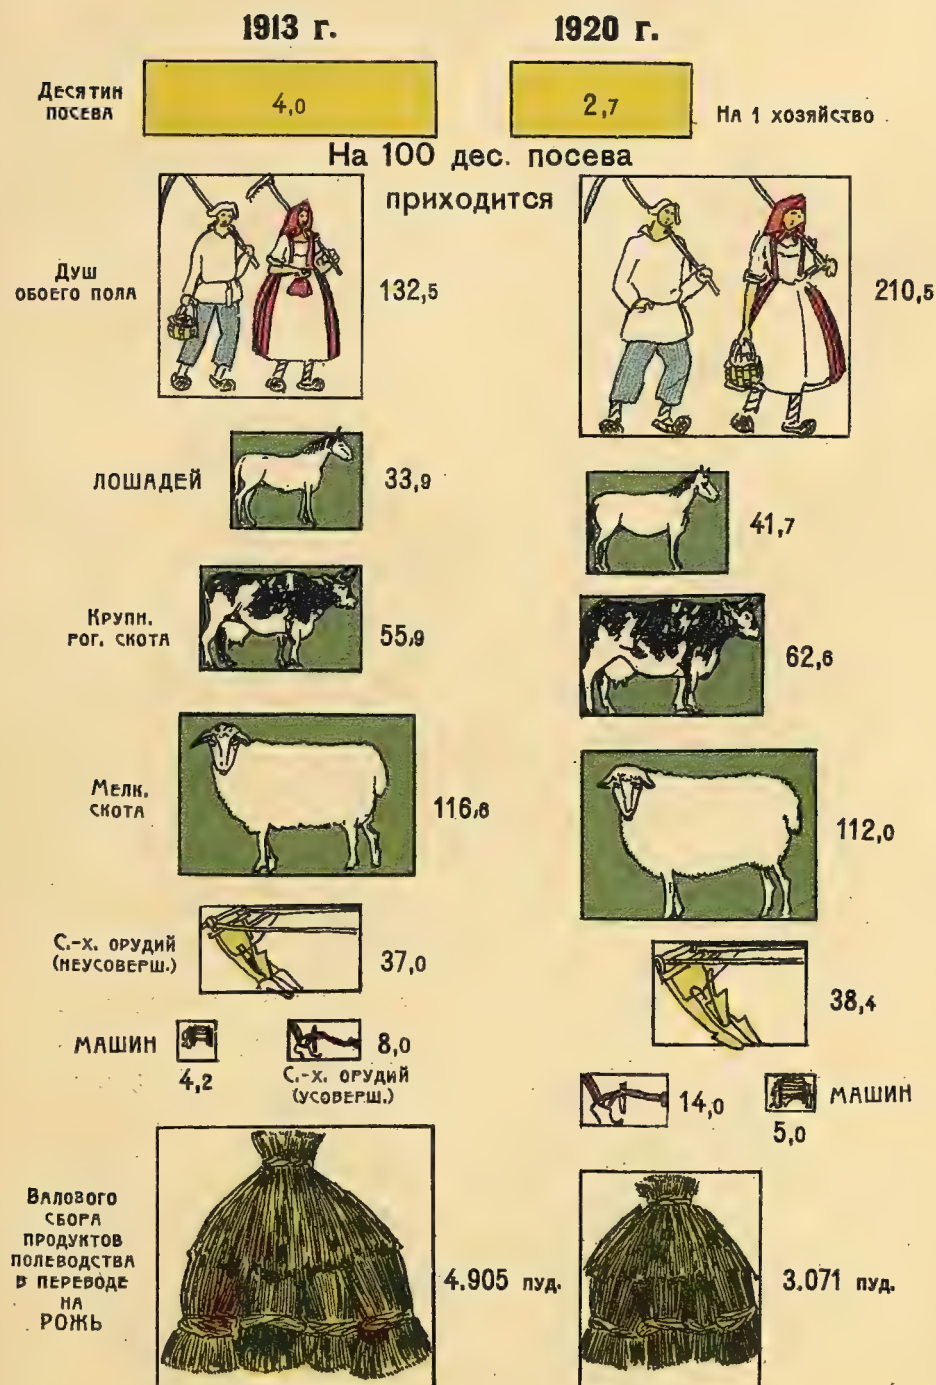 1913 г.
1920 г.
Десятин
посева
4,0
2,7
На 1 хозяйство
На 100 дес. посева
приходится
Душ
обоего пола
132,5
210,5
ЛОШАДЕЙ
33,9
41,7
Крупн.
рог. скота
55,9
62,6
Мелк.
скота
116,6
112,0
С.-х. орудий
(неусоверш.)
37,0
38,4
МАШИН
4,2
8,0
С.-х. орудий
(усоверш.)
14,0
МАШИН
5,0
Валового
сбора
продуктов
полеводства
в переводе
на
РОЖЬ
4.905 пуд.
3.071 пуд.